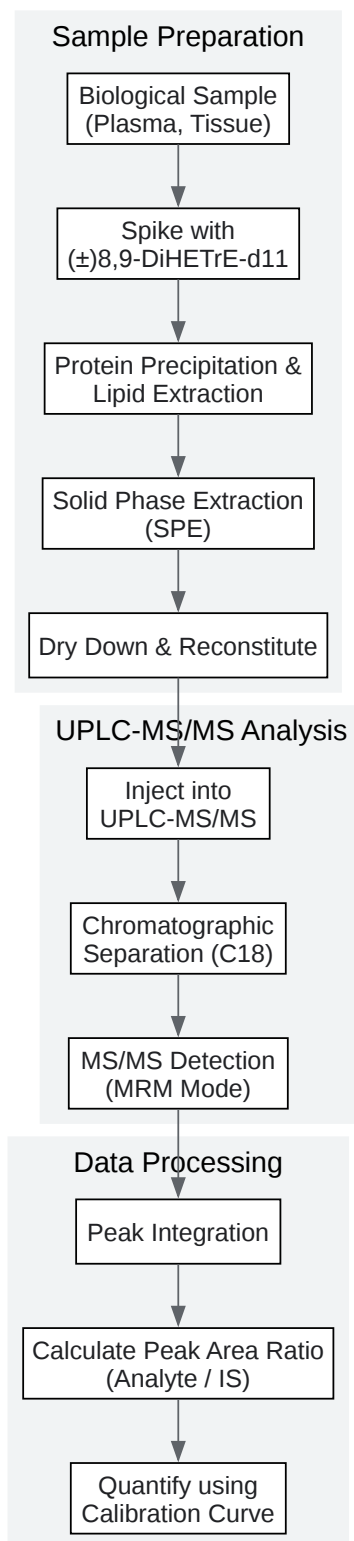 Sample Preparation
Biological Sample
(Plasma, Tissue)
Spike with
(±)8,9-DiHETrE-d11
Protein Precipitation &
Lipid Extraction
Solid Phase Extraction
(SPE)
Dry Down & Reconstitute
UPLC-MS/MS Analysis
Inject into
UPLC-MS/MS
Chromatographic
Separation (C18)
MS/MS Detection
(MRM Mode)
Data Processing
Peak Integration
Calculate Peak Area Ratio
(Analyte / IS)
Quantify using
Calibration Curve